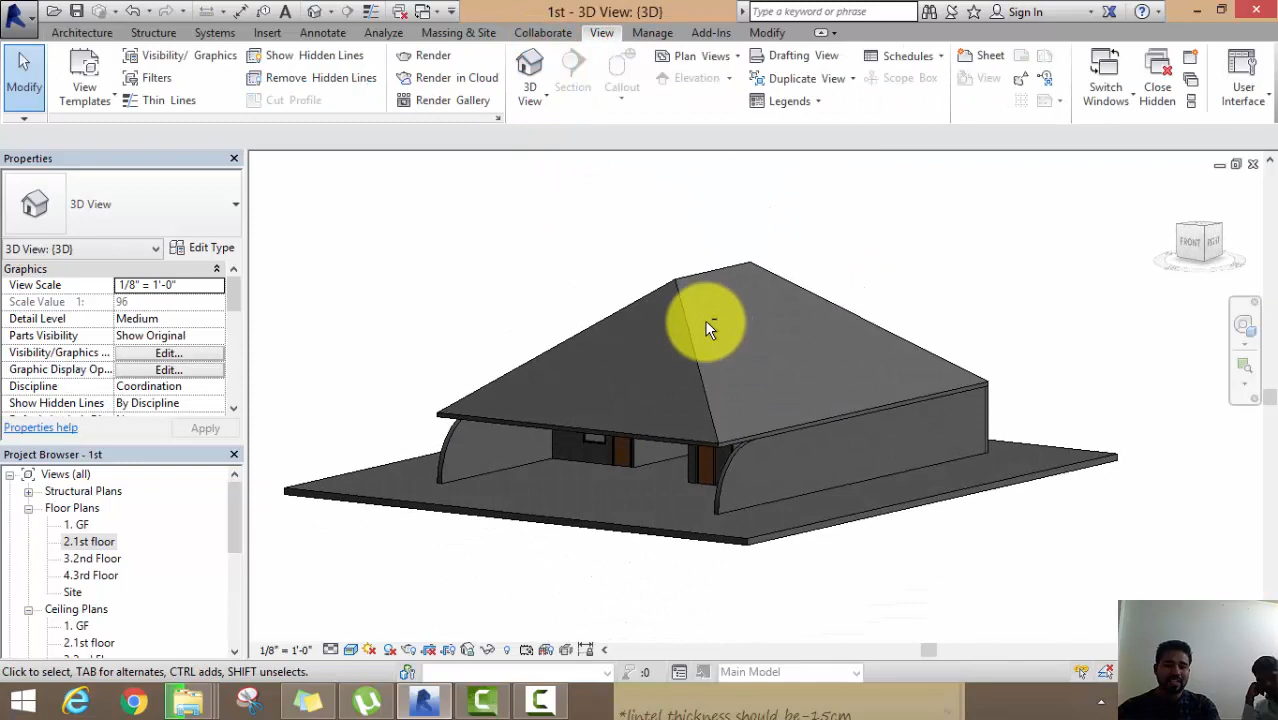 1st - 3D View: {3D}
Type a keyword or phrase
Sign In
Architecture Structure Systems Insert Annotate Analyze Massing & Site Collaborate View Manage Add-Ins Modify
Modify
View Templates
Visibility/ Graphics
Filters
Thin Lines
Show Hidden Lines
Remove Hidden Lines
Cut Profile
Render
Render in Cloud
Render Gallery
3D View
Section
Callout
Plan Views
Elevation
Drafting View
Duplicate View
Legends
Schedules
Scope Box
Sheet
View
Switch Windows
Close Hidden
User Interface
Properties
3D View
3D View: {3D}
Edit Type
Graphics
View Scale 1/8" = 1'-0"
Scale Value 1: 96
Detail Level Medium
Parts Visibility Show Original
Visibility/Graphics ... Edit...
Graphic Display Op... Edit...
Discipline Coordination
Show Hidden Lines By Discipline
Properties help
Apply
Project Browser - 1st
Views (all)
Structural Plans
Floor Plans
1. GF
2.1st floor
3.2nd Floor
4.3rd Floor
Site
Ceiling Plans
1. GF
2.1st floor
FRONT
RIGHT
1/8" = 1'-0"
Click to select, TAB for alternates, CTRL adds, SHIFT unselects.
:0
Main Model
*lintel thickness should be-15cm